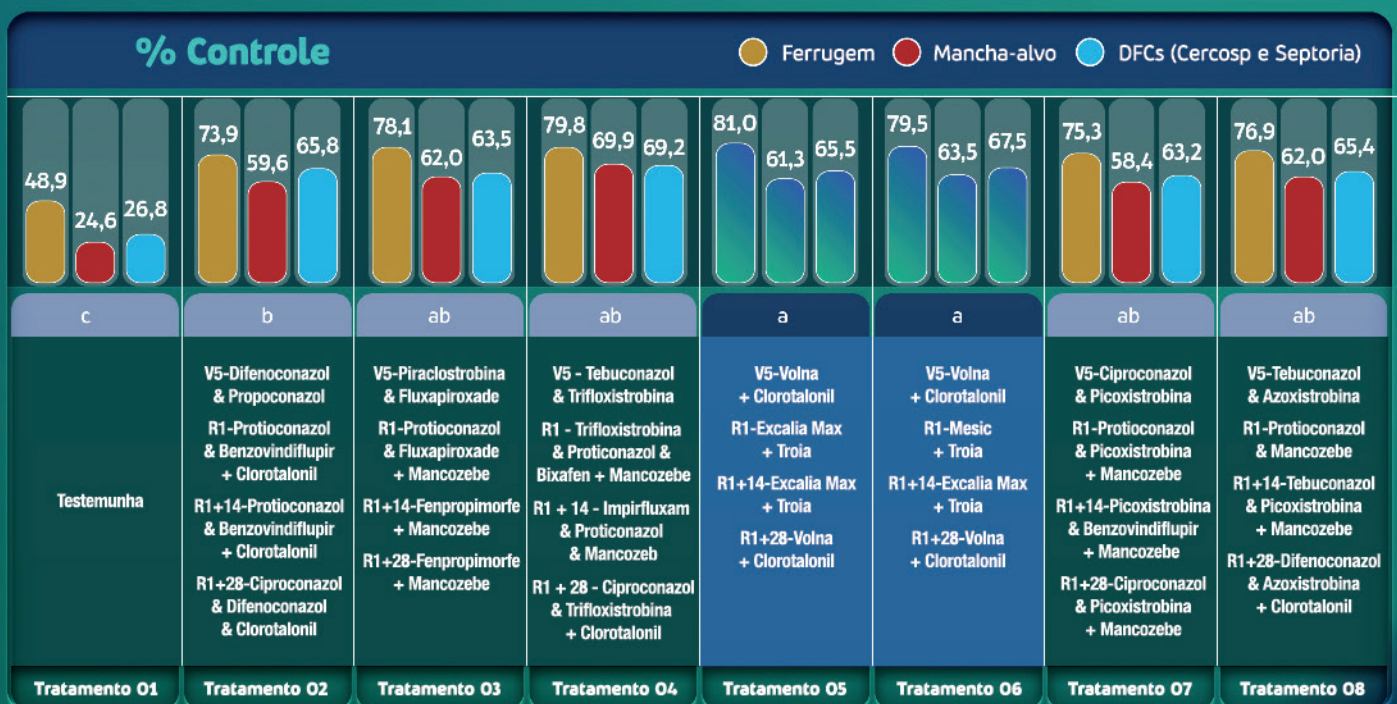 % Controle
Ferrugem
Mancha-alvo
DFCs (Cercosp e Septoria)
48,9
24,6
26,8
73,9
59,6
65,8
78,1
62,0
63,5
79,8
69,9
69,2
81,0
61,3
65,5
79,5
63,5
67,5
75,3
58,4
63,2
76,9
62,0
65,4
c
b
ab
ab
a
a
ab
ab
Testemunha
V5-Difenoconazol
& Propoconazol
R1-Protioconazol
& Benzovindiflupir
+ Clorotalonil
R1+14-Protioconazol
& Benzovindiflupir
+ Clorotalonil
R1+28-Ciproconazol
& Difenoconazol
& Clorotalonil
V5-Piraclostrobina
& Fluxapiroxade
R1-Protioconazol
& Fluxapiroxade
+ Mancozebe
R1+14-Fenpropimorfe
+ Mancozebe
R1+28-Fenpropimorfe
+ Mancozebe
V5 - Tebuconazol
& Trifloxistrobina
R1 - Trifloxistrobina
& Proticonazol &
Bixafen + Mancozebe
R1 + 14 - Impirfluxam
& Proticonazol
& Mancozeb
R1 + 28 - Ciproconazol
& Trifloxistrobina
+ Clorotalonil
V5-Volna
+ Clorotalonil
R1-Excalia Max
+ Troia
R1+14-Excalia Max
+ Troia
R1+28-Volna
+ Clorotalonil
V5-Volna
+ Clorotalonil
R1-Mesic
+ Troia
R1+14-Excalia Max
+ Troia
R1+28-Volna
+ Clorotalonil
V5-Ciproconazol
& Picoxistrobina
R1-Protioconazol
& Picoxistrobina
+ Mancozebe
R1+14-Picoxistrobina
& Benzovindiflupir
+ Mancozebe
R1+28-Ciproconazol
& Picoxistrobina
+ Mancozebe
V5-Tebuconazol
& Azoxistrobina
R1-Protioconazol
& Mancozebe
R1+14-Tebuconazol
& Picoxistrobina
+ Mancozebe
R1+28-Difenoconazol
& Azoxistrobina
+ Clorotalonil
Tratamento 01
Tratamento 02
Tratamento 03
Tratamento 04
Tratamento 05
Tratamento 06
Tratamento 07
Tratamento 08